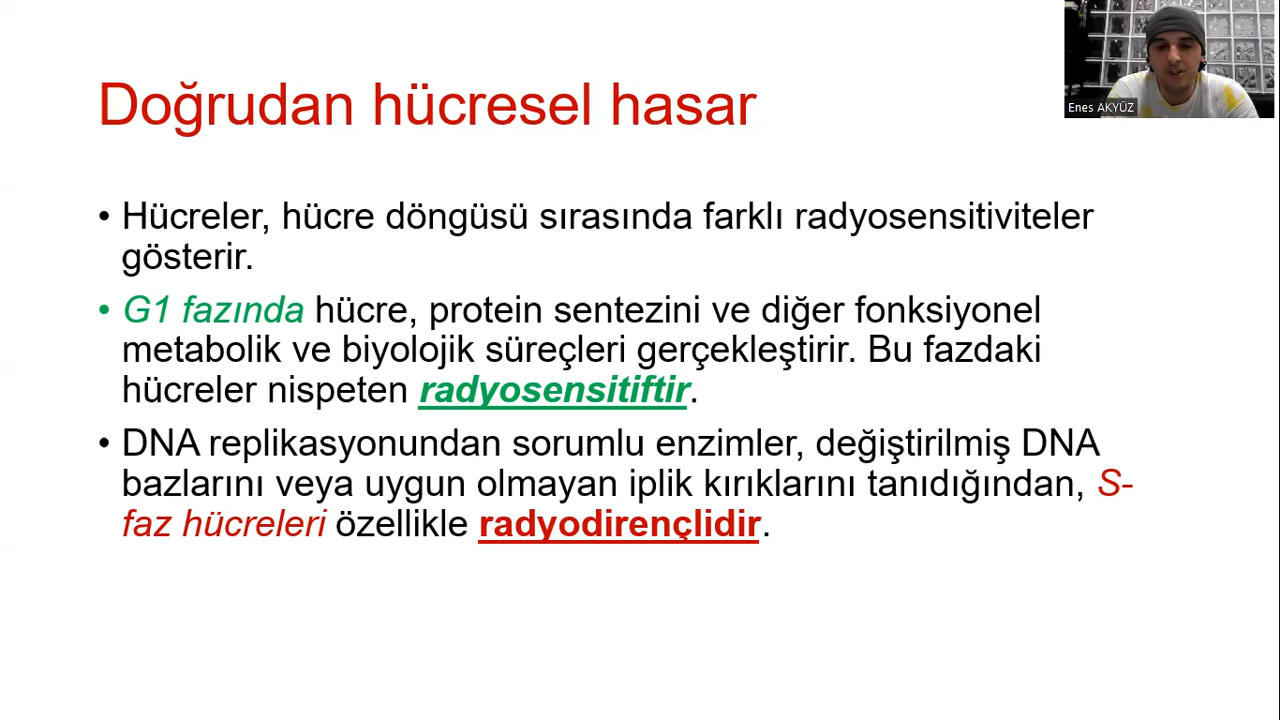 Enes AKYÜZ
Doğrudan hücresel hasar
• Hücreler, hücre döngüsü sırasında farklı radyosensitiviteler
gösterir.
• G1 fazında hücre, protein sentezini ve diğer fonksiyonel
metabolik ve biyolojik süreçleri gerçekleştirir. Bu fazdaki
hücreler nispeten radyosensitiftir.
• DNA replikasyonundan sorumlu enzimler, değiştirilmiş DNA
bazlarını veya uygun olmayan iplik kırıklarını tanıdığından, S-
faz hücreleri özellikle radyodirençlidir.